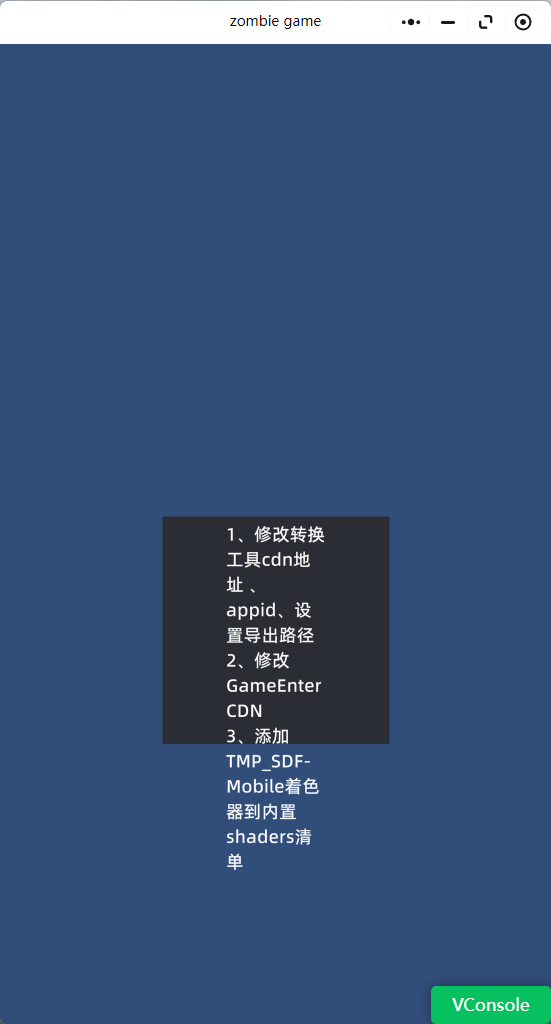 zombie game
1、修改转换
工具cdn地
址 、
appid、设
置导出路径
2、修改
GameEnter
CDN
3、添加
TMP_SDF-
Mobile着色
器到内置
shaders清
单
VConsole